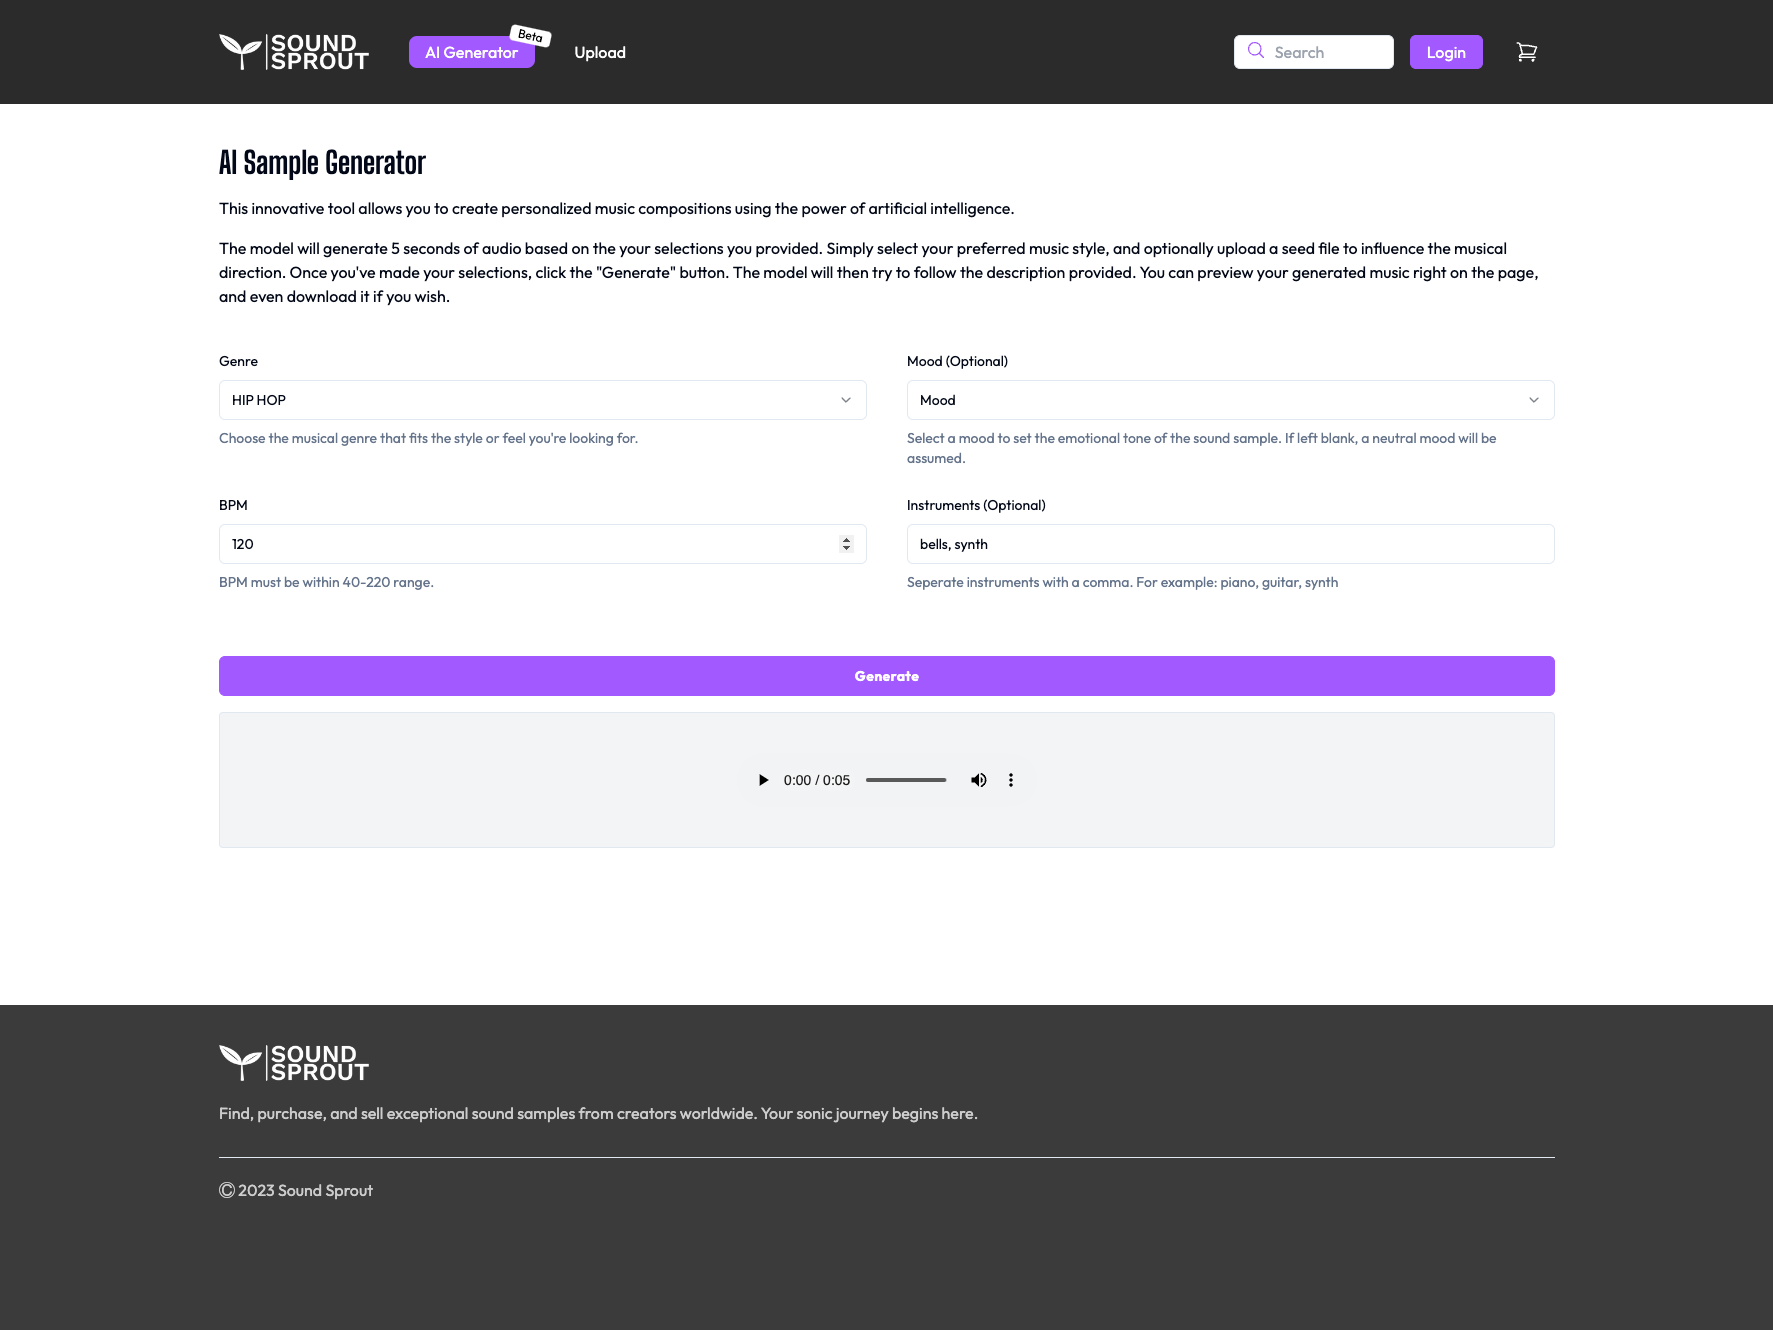 SOUND
SPROUT
AI Generator
Beta
Upload
Search
Login
AI Sample Generator
This innovative tool allows you to create personalized music compositions using the power of artificial intelligence.
The model will generate 5 seconds of audio based on the your selections you provided. Simply select your preferred music style, and optionally upload a seed file to influence the musical
direction. Once you've made your selections, click the "Generate" button. The model will then try to follow the description provided. You can preview your generated music right on the page,
and even download it if you wish.
Genre
HIP HOP
Choose the musical genre that fits the style or feel you're looking for.
Mood (Optional)
Mood
Select a mood to set the emotional tone of the sound sample. If left blank, a neutral mood will be
assumed.
BPM
120
BPM must be within 40-220 range.
Instruments (Optional)
bells, synth
Seperate instruments with a comma. For example: piano, guitar, synth
Generate
0:00 / 0:05
SOUND
SPROUT
Find, purchase, and sell exceptional sound samples from creators worldwide. Your sonic journey begins here.
© 2023 Sound Sprout